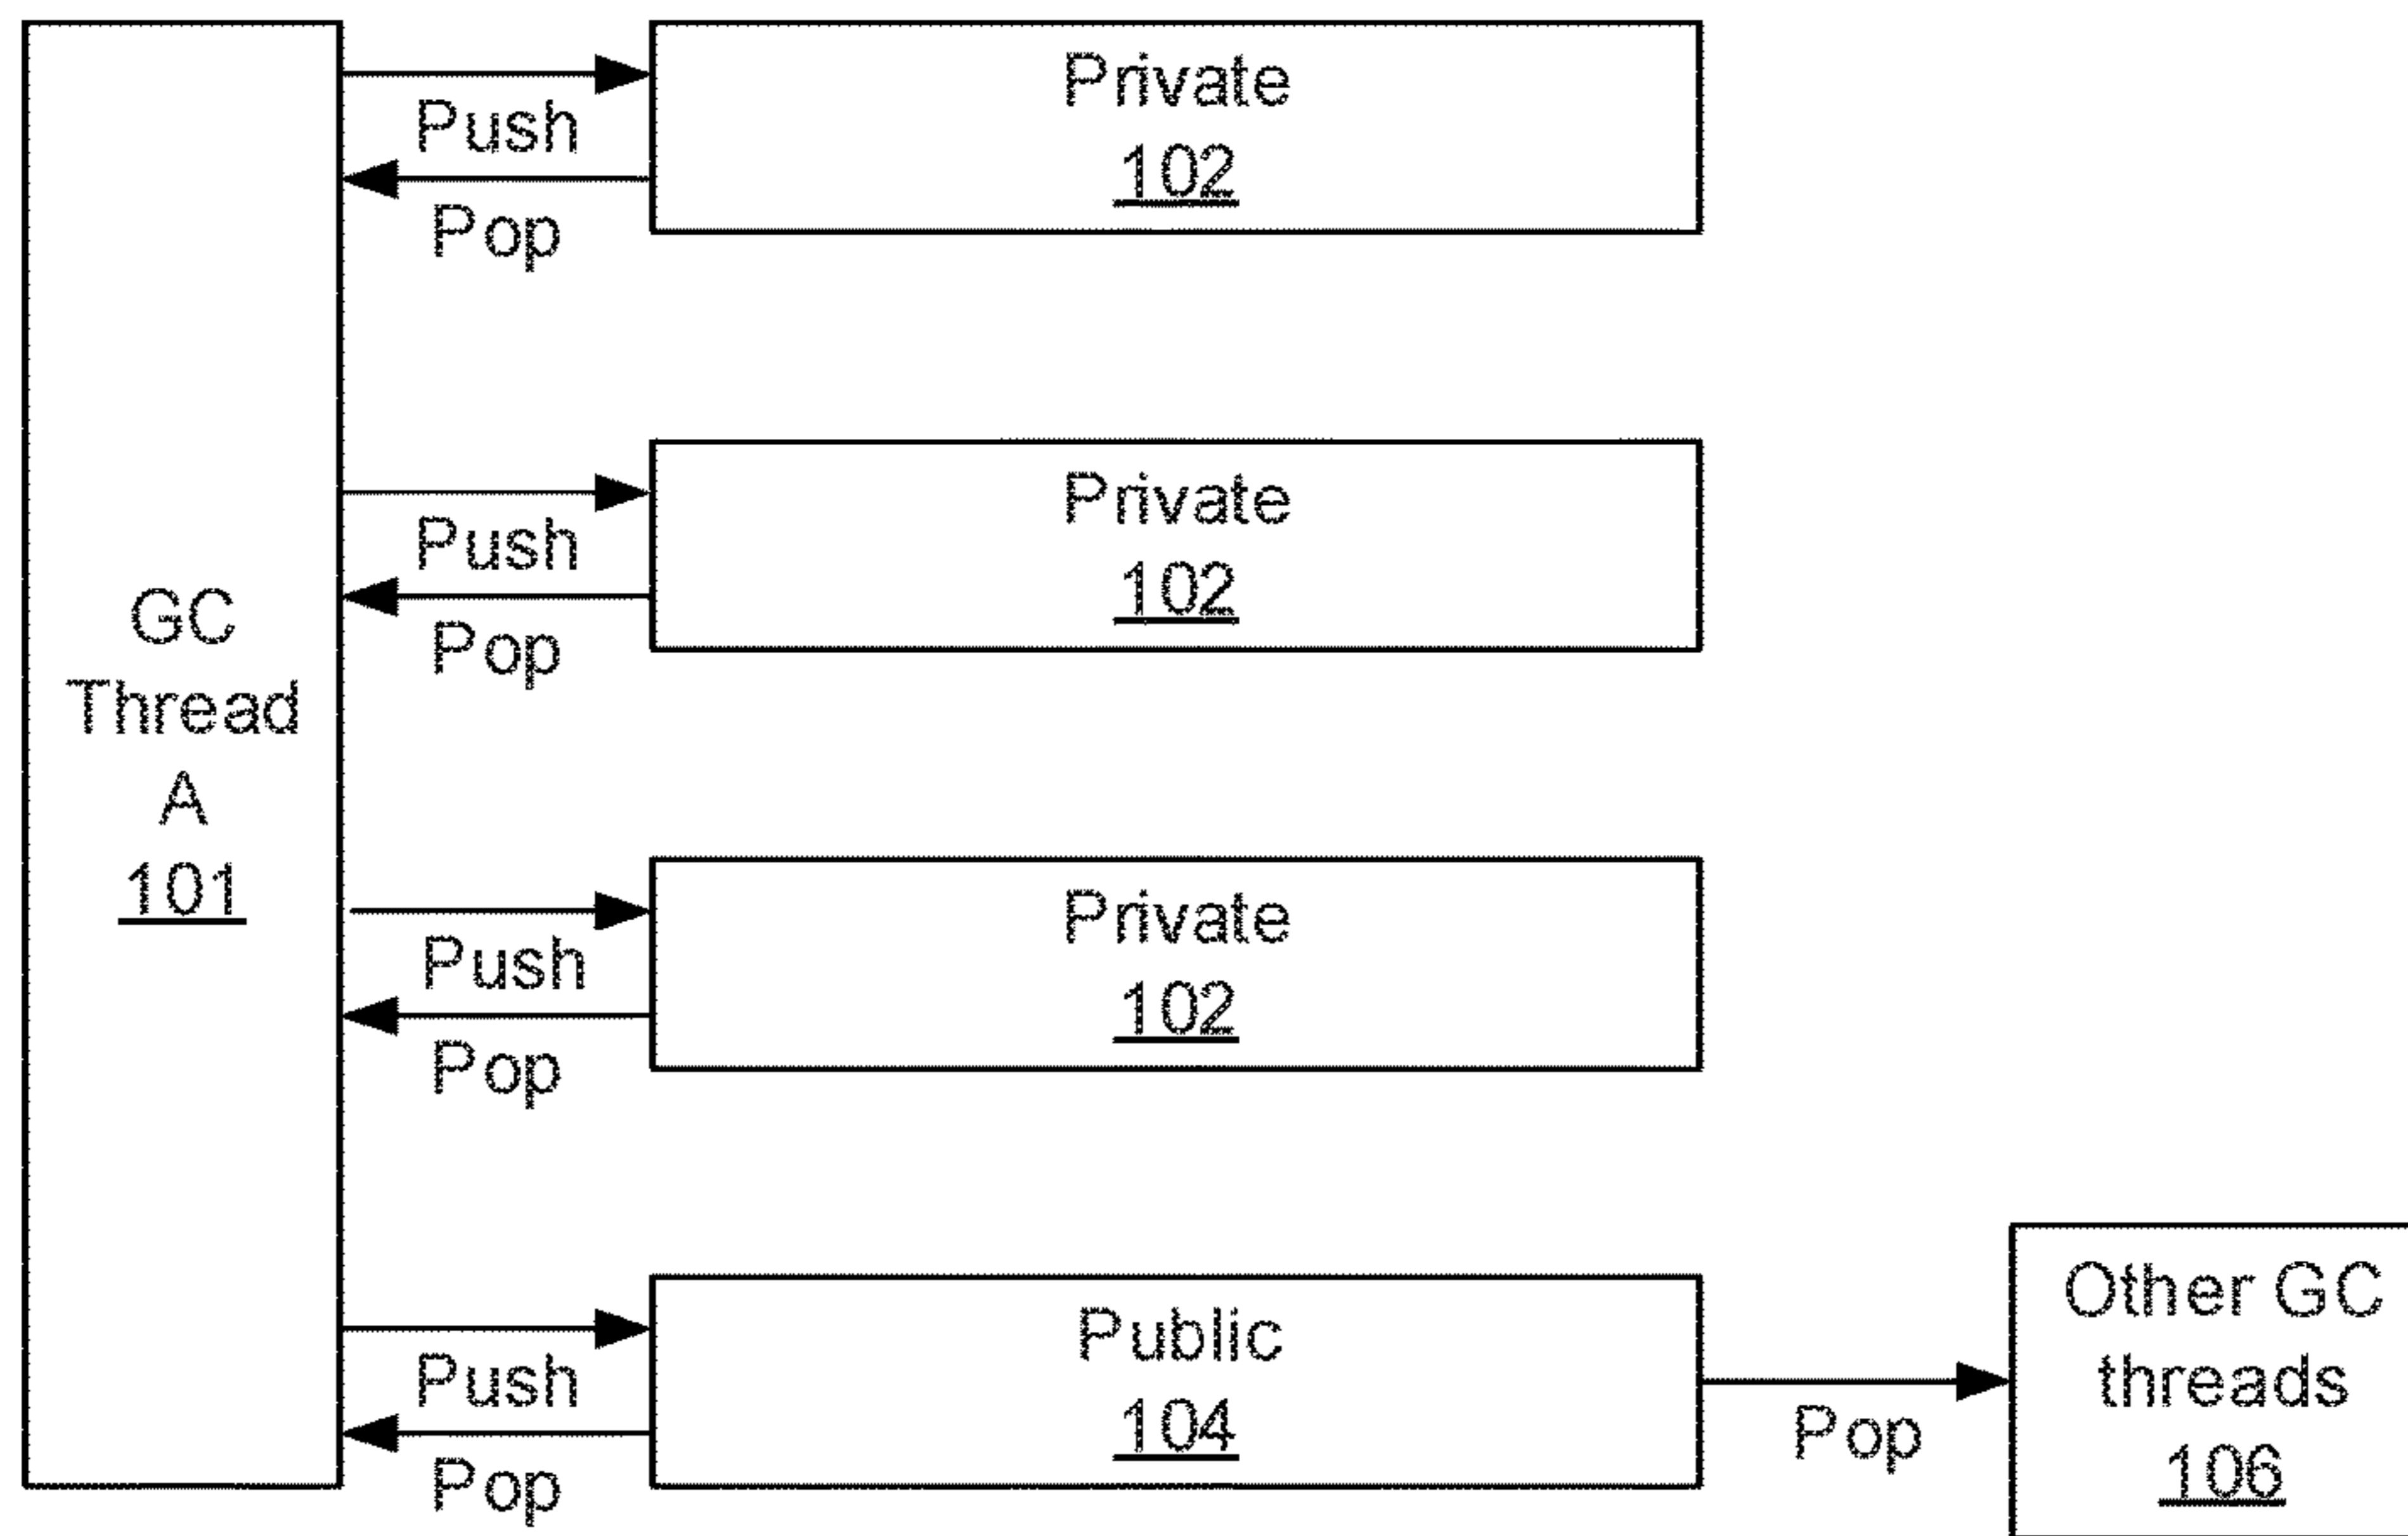 Private
102
Push
Pop
Private
102
Push
Pop
GC
Thread
A
101
Private
102
Push
Pop
Public
104
Push
Pop
Pop
Other GC
threads
106